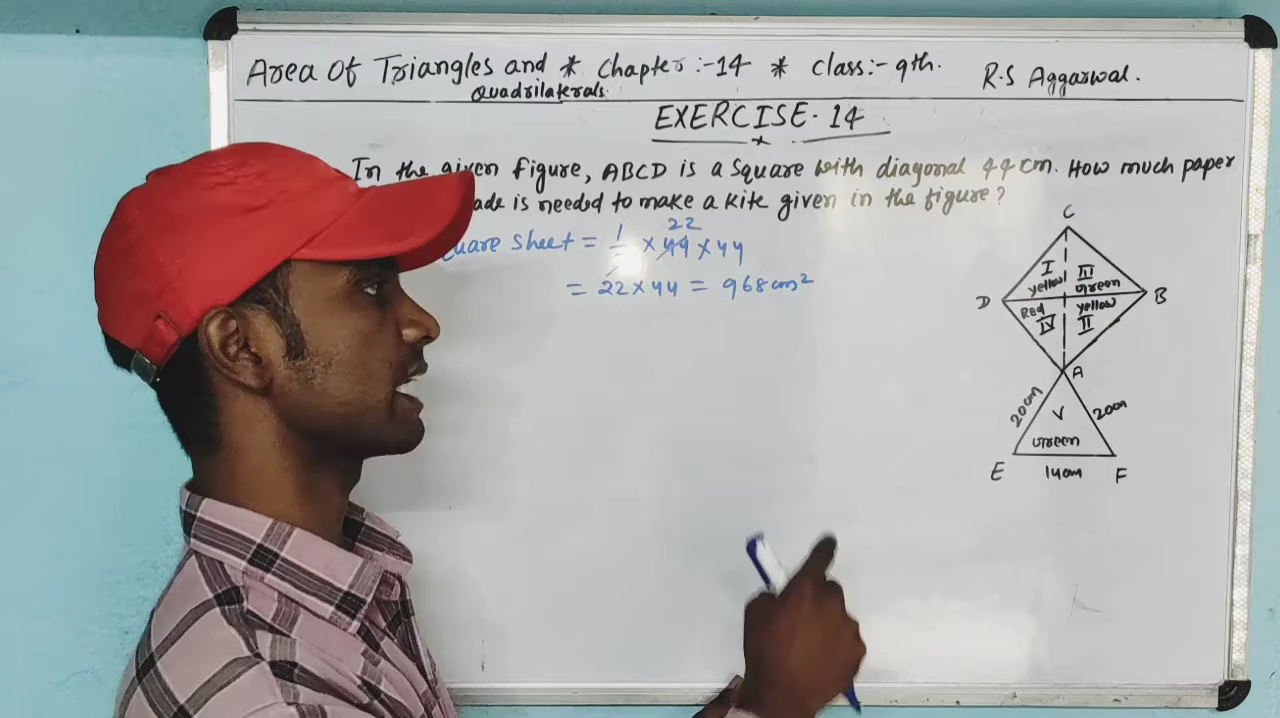 Area Of Triangles and * Chapter :- 14 * Class:- 9th. R.S Aggarwal.
Quadrilaterals.
EXERCISE - 14
In the given figure, ABCD is a square with diagonal 44 cm. How much paper
ade is needed to make a kite given in the figure?
uare sheet = 1 × 44 × 44
22
= 22 × 44 = 968 cm²
C
I
yellow
III
Green
D
B
Red
IV
yellow
II
A
20cm
V
20cm
Green
E
14cm
F